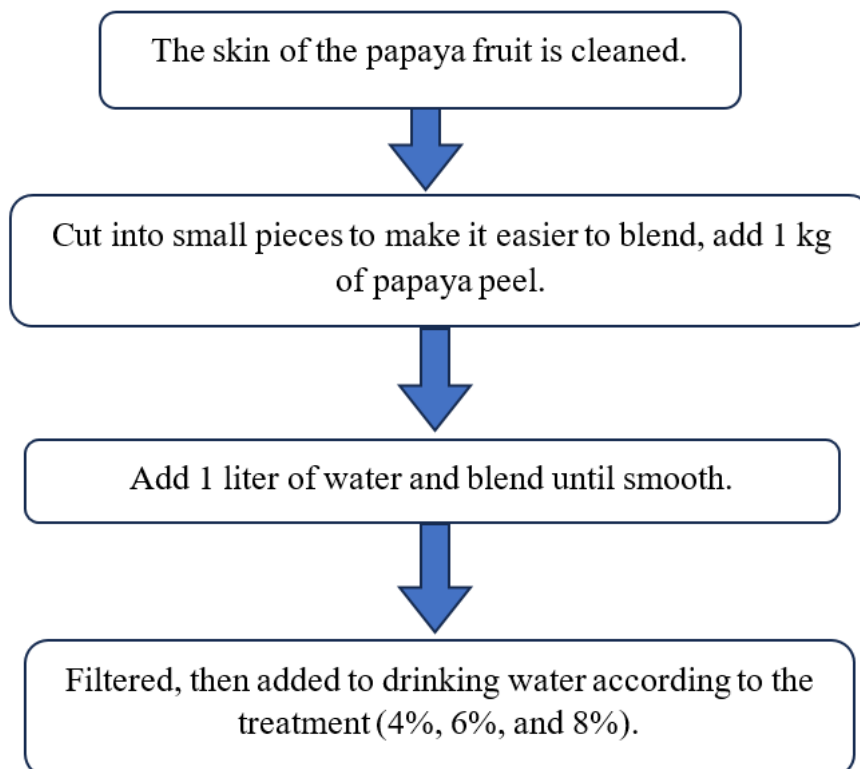 The skin of the papaya fruit is cleaned.
Cut into small pieces to make it easier to blend, add 1 kg
of papaya peel.
Add 1 liter of water and blend until smooth.
Filtered, then added to drinking water according to the
treatment (4%, 6%, and 8%).